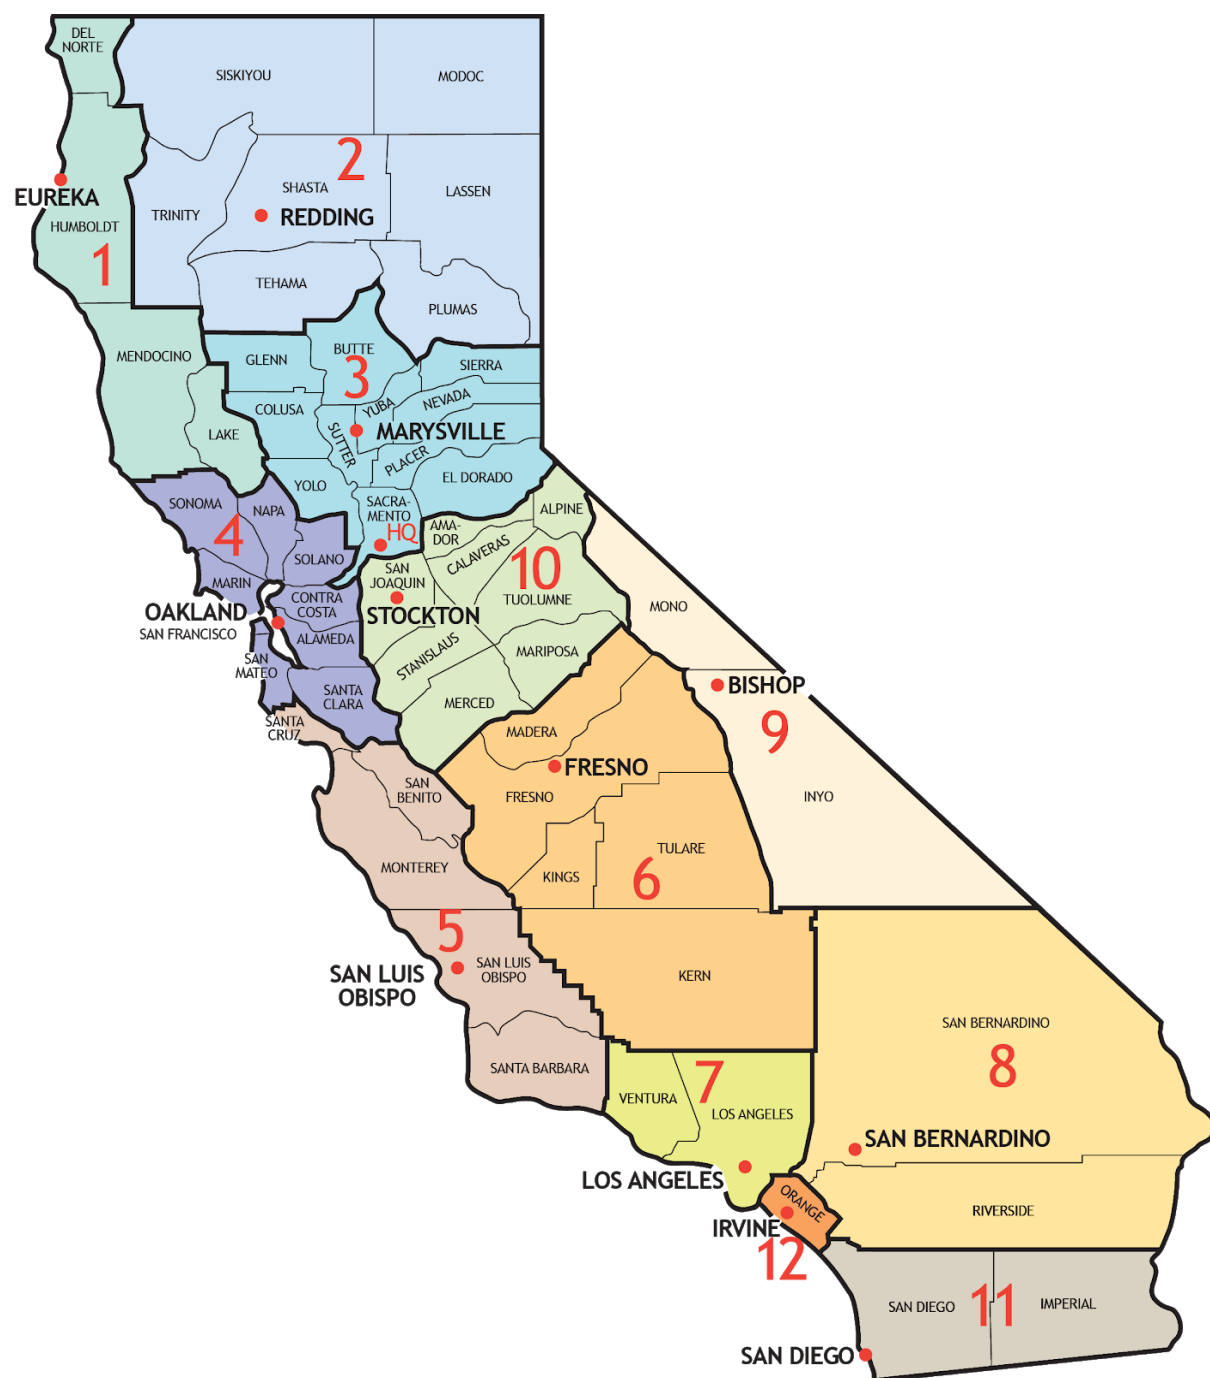 DEL
NORTE
SISKIYOU
MODOC
2
SHASTA
LASSEN
EUREKA
TRINITY
REDDING
HUMBOLDT
1
TEHAMA
PLUMAS
MENDOCINO
GLENN
BUTTE
3
SIERRA
COLUSA
YUBA
NEVADA
LAKE
SUTTER
MARYSVILLE
PLACER
YOLO
EL DORADO
SONOMA
NAPA
SACRA-
MENTO
HQ
ALPINE
4
AMA-
DOR
CALAVERAS
SOLANO
MARIN
SAN
JOAQUIN
10
TUOLUMNE
CONTRA
COSTA
MONO
OAKLAND
SAN FRANCISCO
STOCKTON
ALAMEDA
STANISLAUS
MARIPOSA
SAN
MATEO
SANTA
CLARA
MERCED
BISHOP
SANTA
CRUZ
MADERA
9
FRESNO
SAN
BENITO
FRESNO
INYO
MONTEREY
TULARE
KINGS
6
5
SAN LUIS
OBISPO
SAN LUIS
OBISPO
KERN
SAN BERNARDINO
SANTA BARBARA
8
7
VENTURA
LOS ANGELES
SAN BERNARDINO
LOS ANGELES
ORANGE
RIVERSIDE
IRVINE
12
SAN DIEGO
11
IMPERIAL
SAN DIEGO